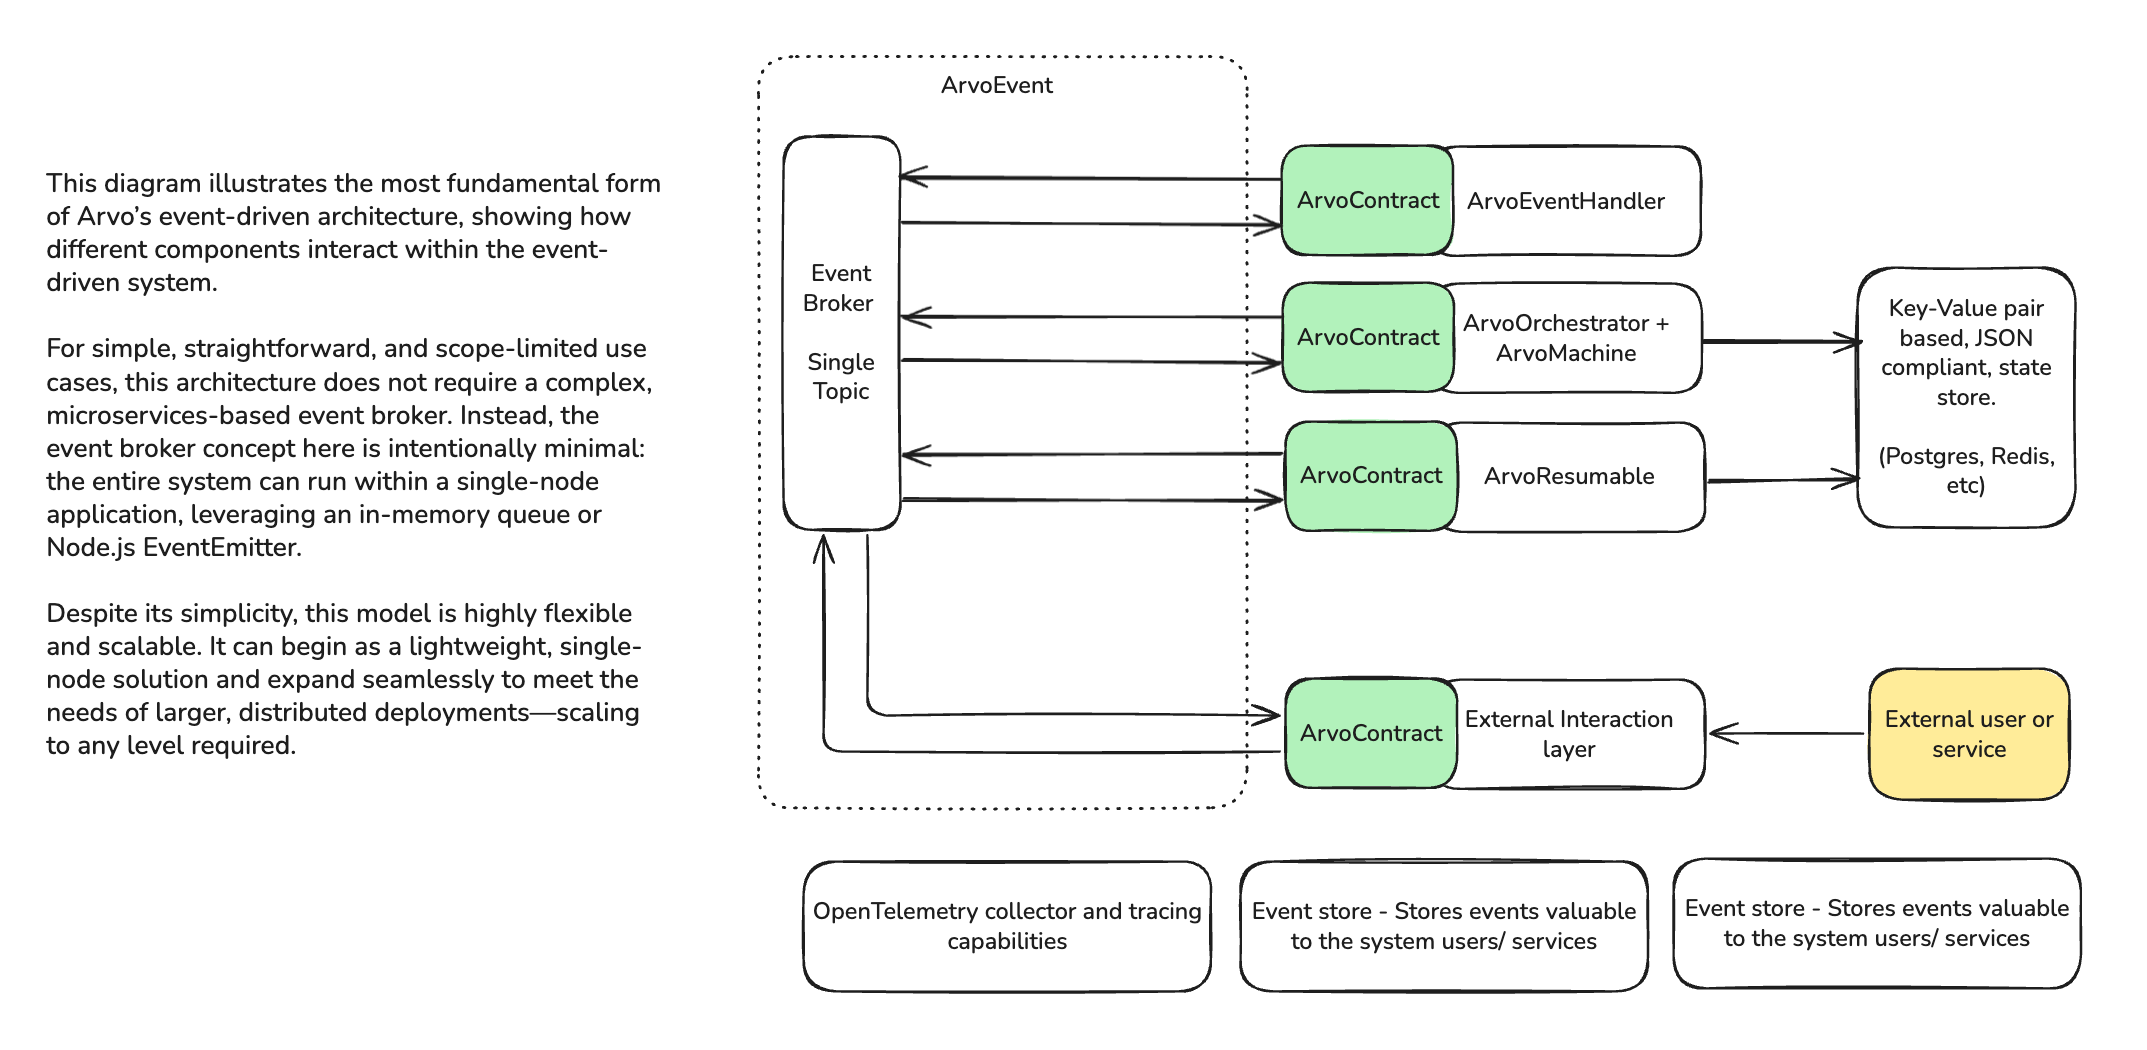 This diagram illustrates the most fundamental form
of Arvo’s event-driven architecture, showing how
different components interact within the event-
driven system.
For simple, straightforward, and scope-limited use
cases, this architecture does not require a complex,
microservices-based event broker. Instead, the
event broker concept here is intentionally minimal:
the entire system can run within a single-node
application, leveraging an in-memory queue or
Node.js EventEmitter.
Despite its simplicity, this model is highly flexible
and scalable. It can begin as a lightweight, single-
node solution and expand seamlessly to meet the
needs of larger, distributed deployments—scaling
to any level required.
ArvoEvent
Event
Broker
Single
Topic
ArvoContract
ArvoEventHandler
ArvoContract
ArvoOrchestrator +
ArvoMachine
ArvoContract
ArvoResumable
Key-Value pair
based, JSON
compliant, state
store.
(Postgres, Redis,
etc)
ArvoContract
External Interaction
layer
External user or
service
OpenTelemetry collector and tracing
capabilities
Event store - Stores events valuable
to the system users/ services
Event store - Stores events valuable
to the system users/ services